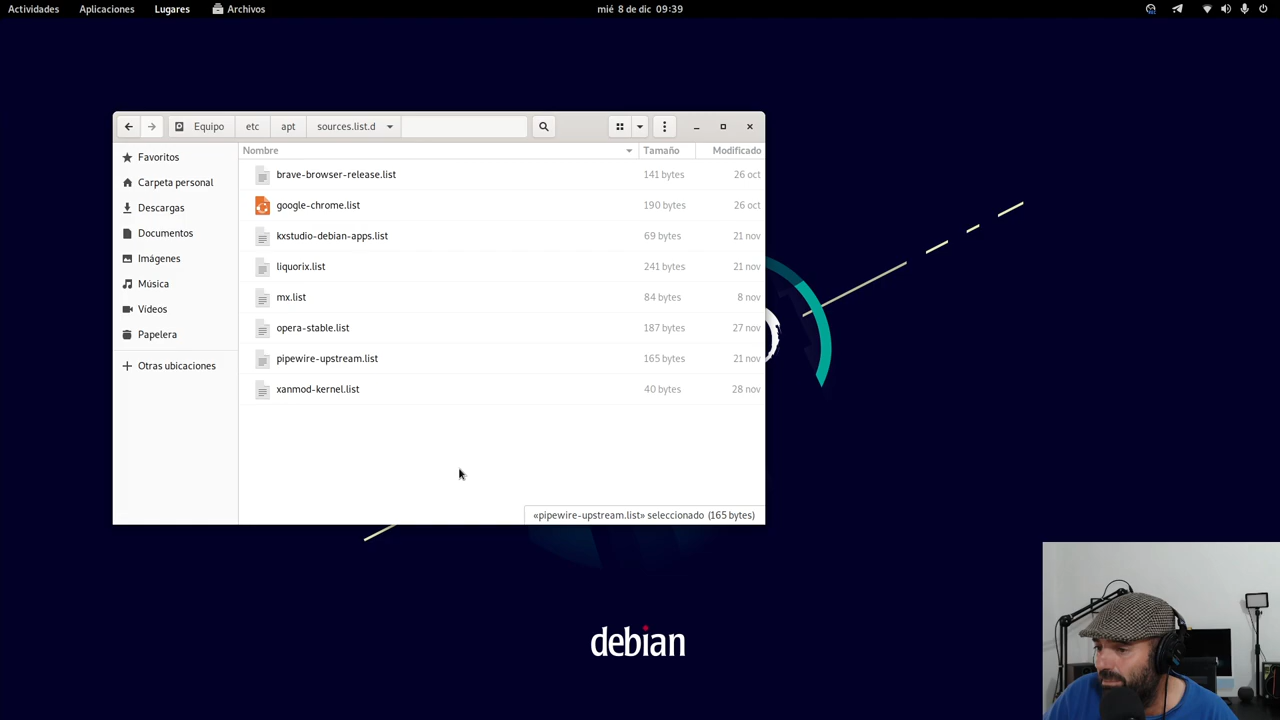 Actividades Aplicaciones Lugares Archivos mié 8 de dic 09:39
Equipo etc apt sources.list.d
Favoritos
Carpeta personal
Descargas
Documentos
Imágenes
Música
Vídeos
Papelera
Otras ubicaciones
Nombre Tamaño Modificado
brave-browser-release.list 141 bytes 26 oct
google-chrome.list 190 bytes 26 oct
kxstudio-debian-apps.list 69 bytes 21 nov
liquorix.list 241 bytes 21 nov
mx.list 84 bytes 8 nov
opera-stable.list 187 bytes 27 nov
pipewire-upstream.list 165 bytes 21 nov
xanmod-kernel.list 40 bytes 28 nov
«pipewire-upstream.list» seleccionado (165 bytes)
debian